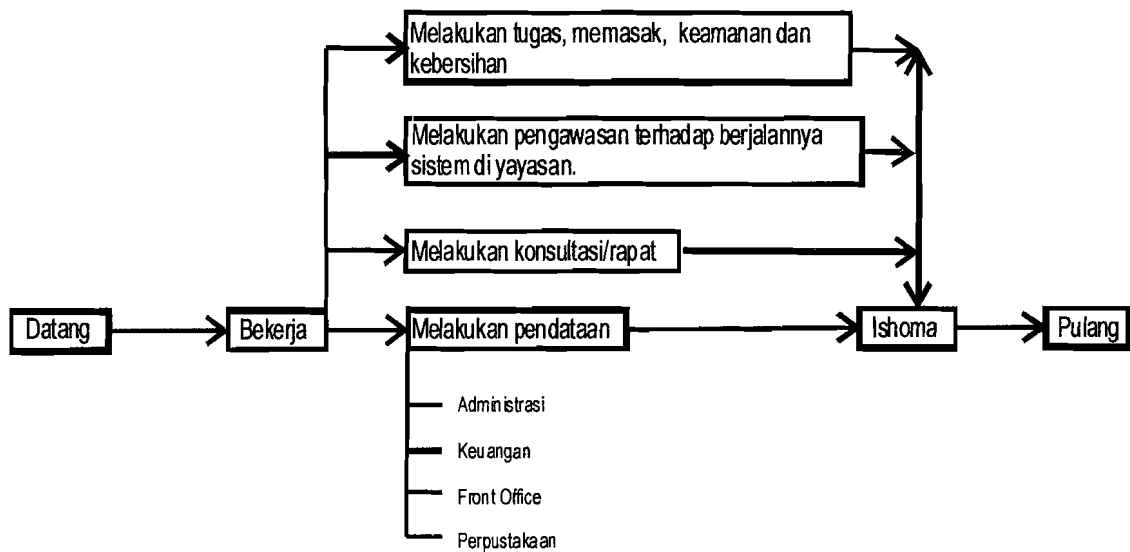 Melakukan tugas, memasak, keamanan dan
kebersihan
Melakukan pengawasan terhadap berjalannya
sistem di yayasan.
Melakukan konsultasi/rapat
Datang
Bekerja
Melakukan pendataan
Ishoma
Pulang
Administrasi
Keuangan
Front Office
Perpustakaan